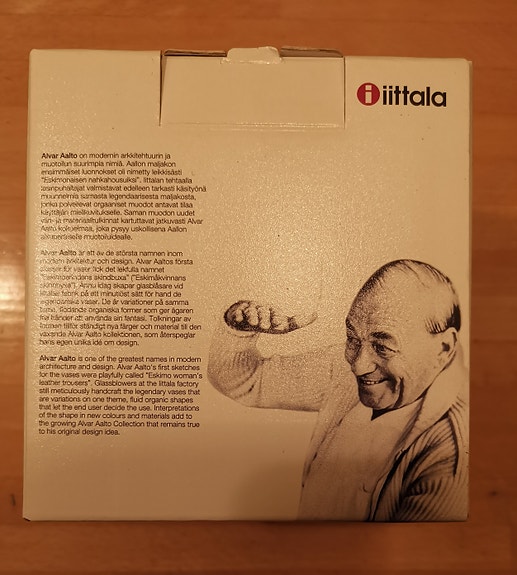 iittala
Alvar Aalto on modernin arkkitehtuurin ja
muotoilun suurimpia nimiä. Aallon maljakon
ensimmäiset luonnokset oli nimetty leikkisästi
"Eskimonaisen nahkahousuiksi". Iittalan tehtaalla
lasinpuhaltajat valmistavat edelleen tarkasti käsityönä
muunnelmia samasta legendaarisesta maljakosta,
jonka polveilevat orgaaniset muodot antavat tilaa
käyttäjän mielikuvitukselle. Saman muodon uudet
väri- ja materiaalitulkinnat kartuttavat jatkuvasti Alvar
Aalto kokoelmaa, joka pysyy uskollisena Aallon
alkuperäiselle muotoiluidealle.
Alvar Aalto är ett av de största namnen inom
modern arkitektur och design. Alvar Aaltos första
skisser för vaser fick det lekfulla namnet
"Eskimåerindens skindbuxa" ("Eskimåkvinnans
skinnbyxa"). Ännu idag skapar glasblåsare vid
Iittalas fabrik på ett minutiöst sätt för hand de
legendariska vaser. De är variationer på samma
tema, flödande organiska former som ger ägaren
fria händer att använda sin fantasi. Tolkningar av
formen tillför ständigt nya färger och material till den
växande Alvar Aalto kollektionen, som återspeglar
hans egen unika idé om design.
Alvar Aalto is one of the greatest names in modern
architecture and design. Alvar Aalto's first sketches
for the vases were playfully called "Eskimo woman's
leather trousers". Glassblowers at the Iittala factory
still meticulously handcraft the legendary vases that
are variations on one theme, fluid organic shapes
that let the end user decide the use. Interpretations
of the shape in new colours and materials add to
the growing Alvar Aalto Collection that remains true
to his original design idea.